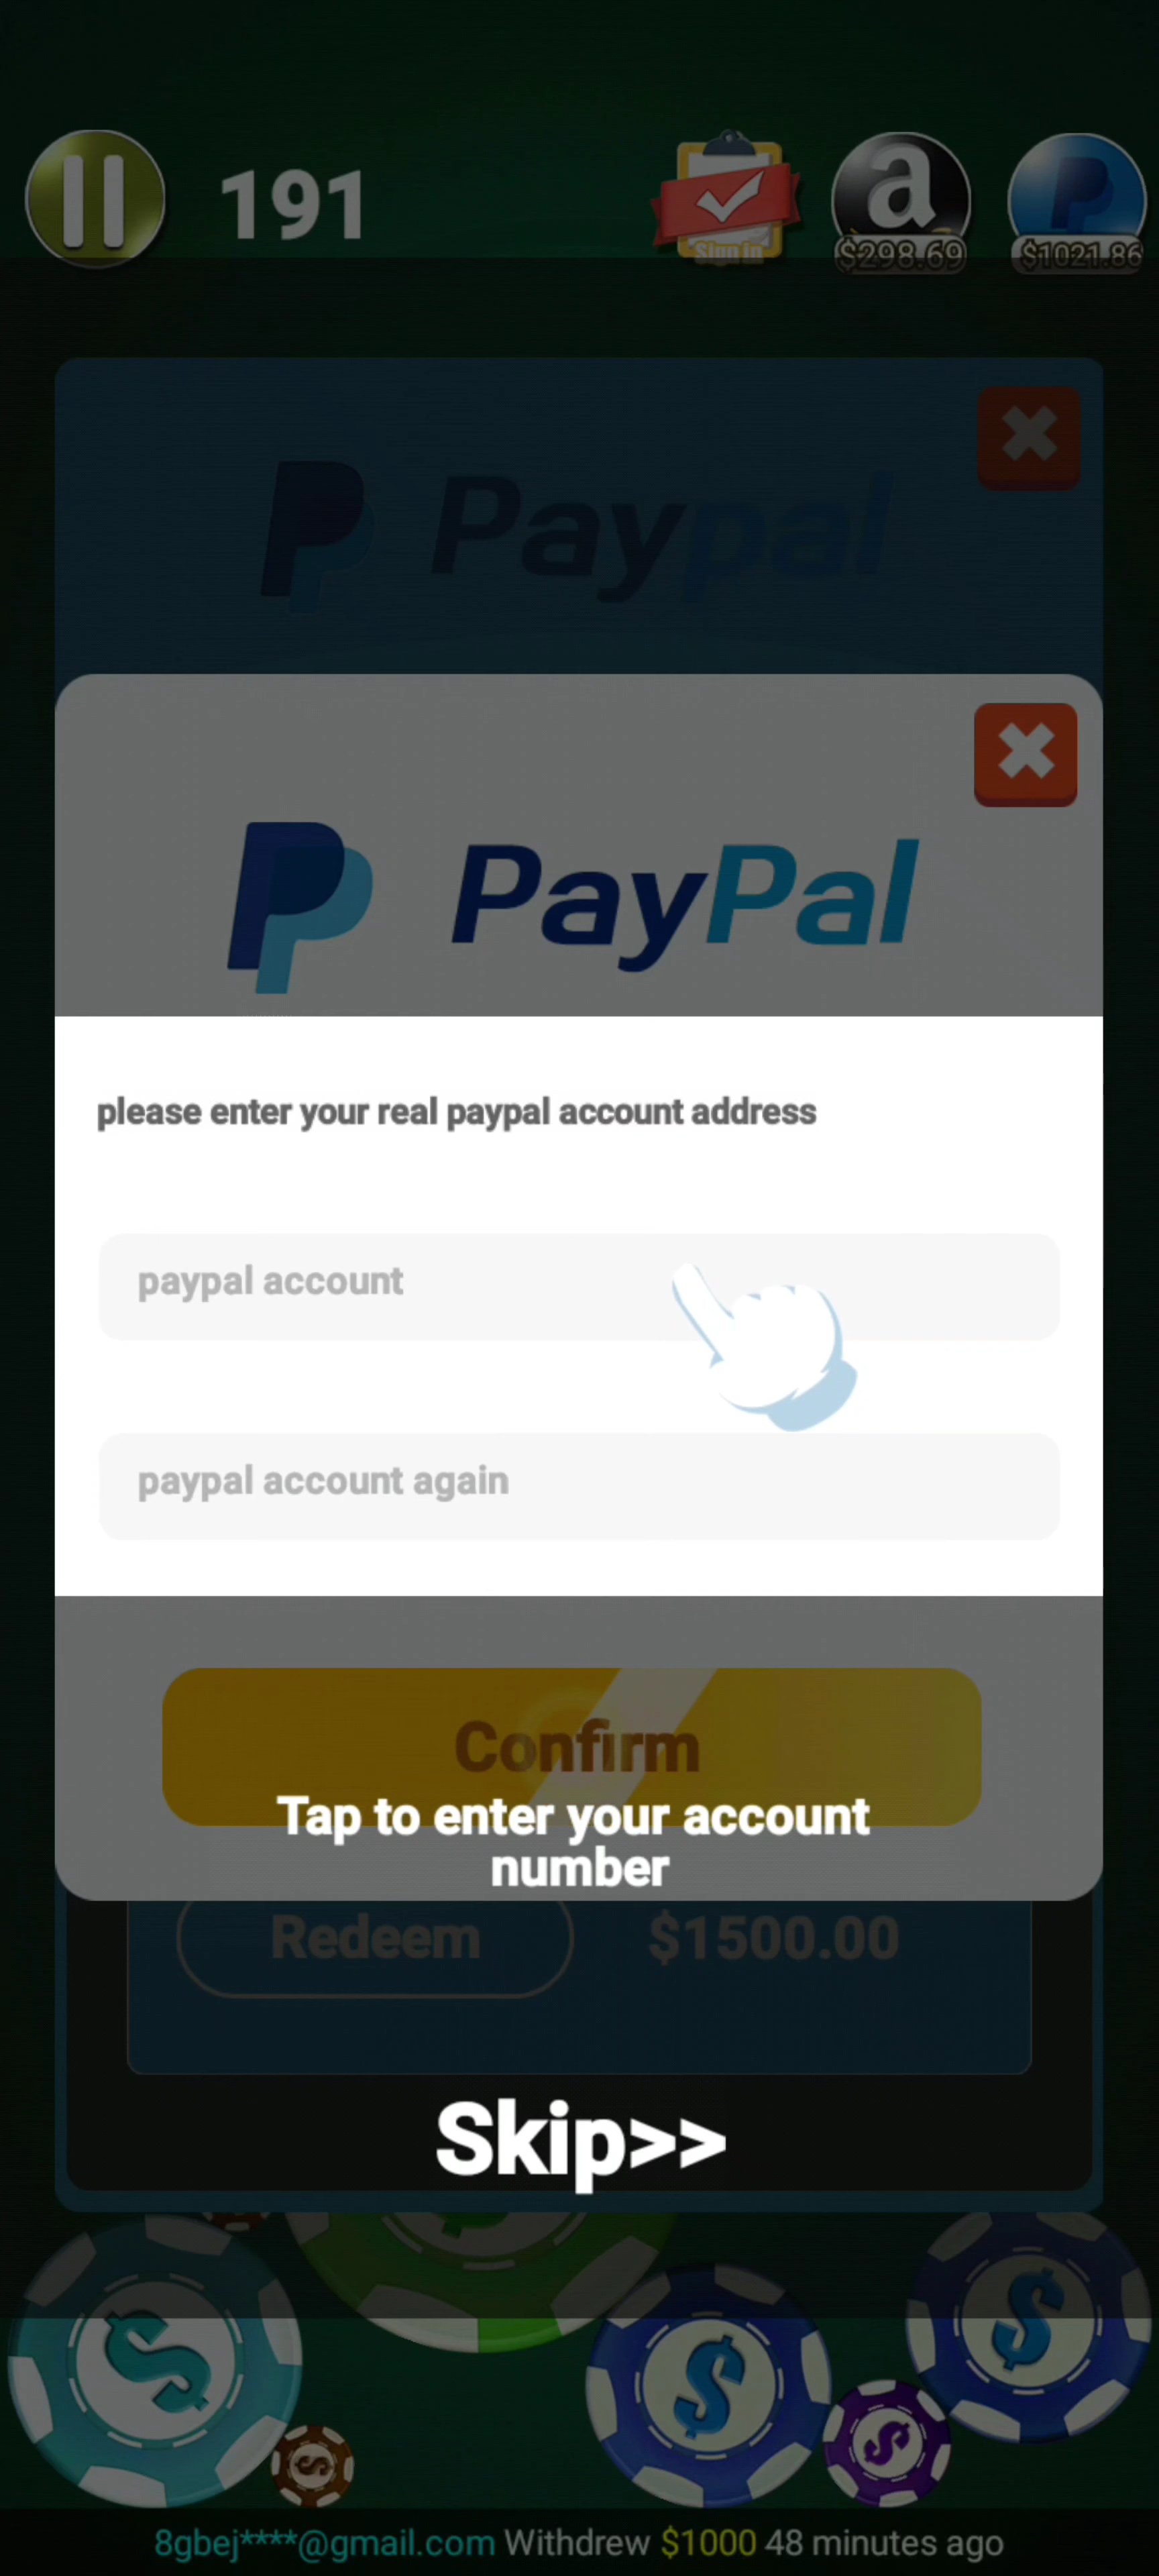 191
Sign in
$298.69
$1021.86
Paypal
PayPal
please enter your real paypal account address
paypal account
paypal account again
Confirm
Tap to enter your account
number
Redeem $1500.00
Skip>>
8gbej****@gmail.com Withdrew $1000 48 minutes ago